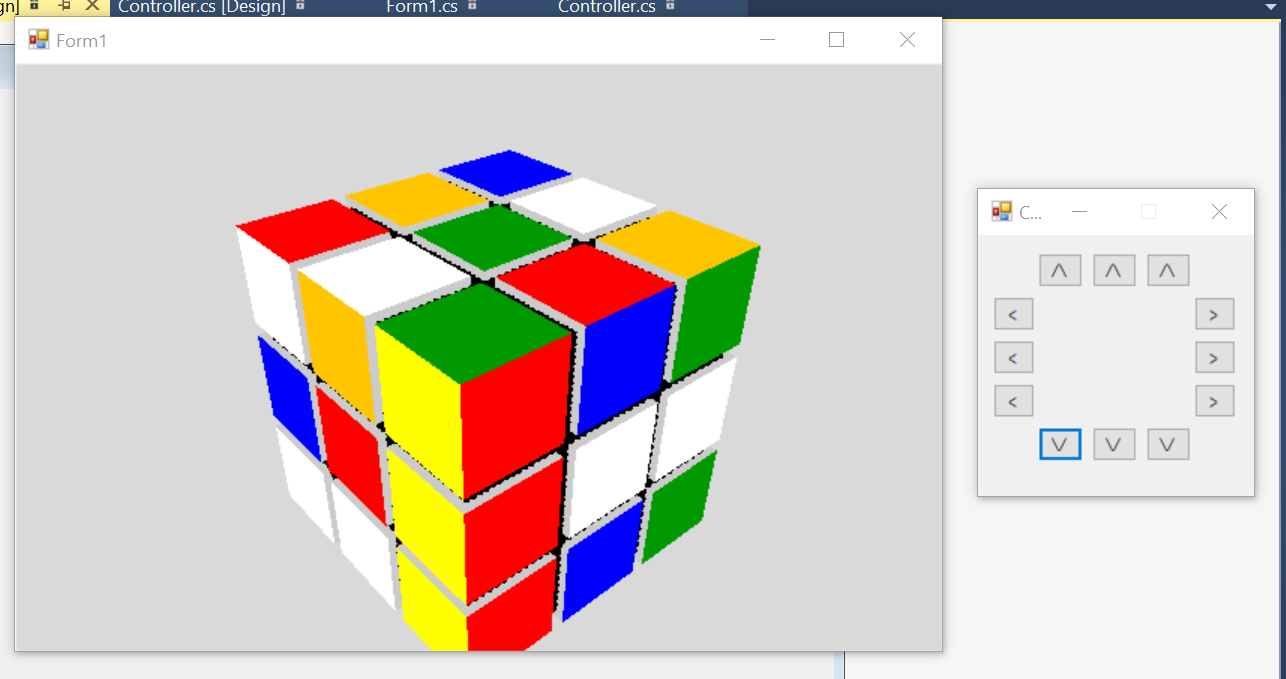 gn] Controller.cs [Design] Form1.cs Controller.cs
Form1
C...
< >
< >
< >